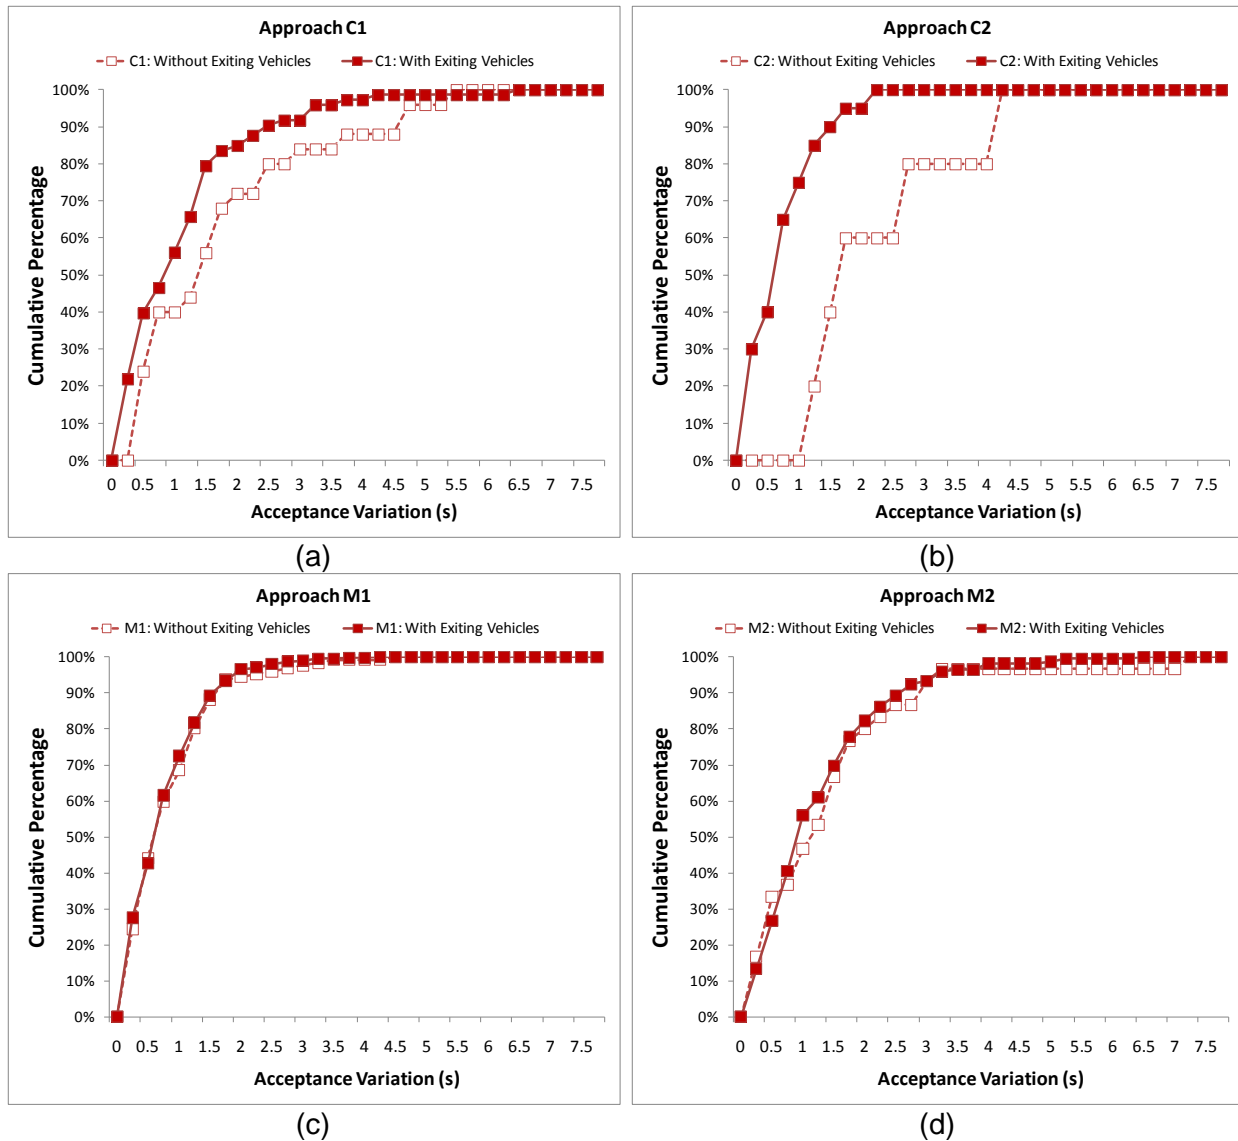 Approach C1
C1: Without Exiting Vehicles C1: With Exiting Vehicles
100%
90%
80%
70%
60%
50%
40%
30%
20%
10%
0%
Cumulative Percentage
0 0.5 1 1.5 2 2.5 3 3.5 4 4.5 5 5.5 6 6.5 7 7.5
Acceptance Variation (s)
(a)
Approach C2
C2: Without Exiting Vehicles C2: With Exiting Vehicles
100%
90%
80%
70%
60%
50%
40%
30%
20%
10%
0%
Cumulative Percentage
0 0.5 1 1.5 2 2.5 3 3.5 4 4.5 5 5.5 6 6.5 7 7.5
Acceptance Variation (s)
(b)
Approach M1
M1: Without Exiting Vehicles M1: With Exiting Vehicles
100%
90%
80%
70%
60%
50%
40%
30%
20%
10%
0%
Cumulative Percentage
0 0.5 1 1.5 2 2.5 3 3.5 4 4.5 5 5.5 6 6.5 7 7.5
Acceptance Variation (s)
(c)
Approach M2
M2: Without Exiting Vehicles M2: With Exiting Vehicles
100%
90%
80%
70%
60%
50%
40%
30%
20%
10%
0%
Cumulative Percentage
0 0.5 1 1.5 2 2.5 3 3.5 4 4.5 5 5.5 6 6.5 7 7.5
Acceptance Variation (s)
(d)